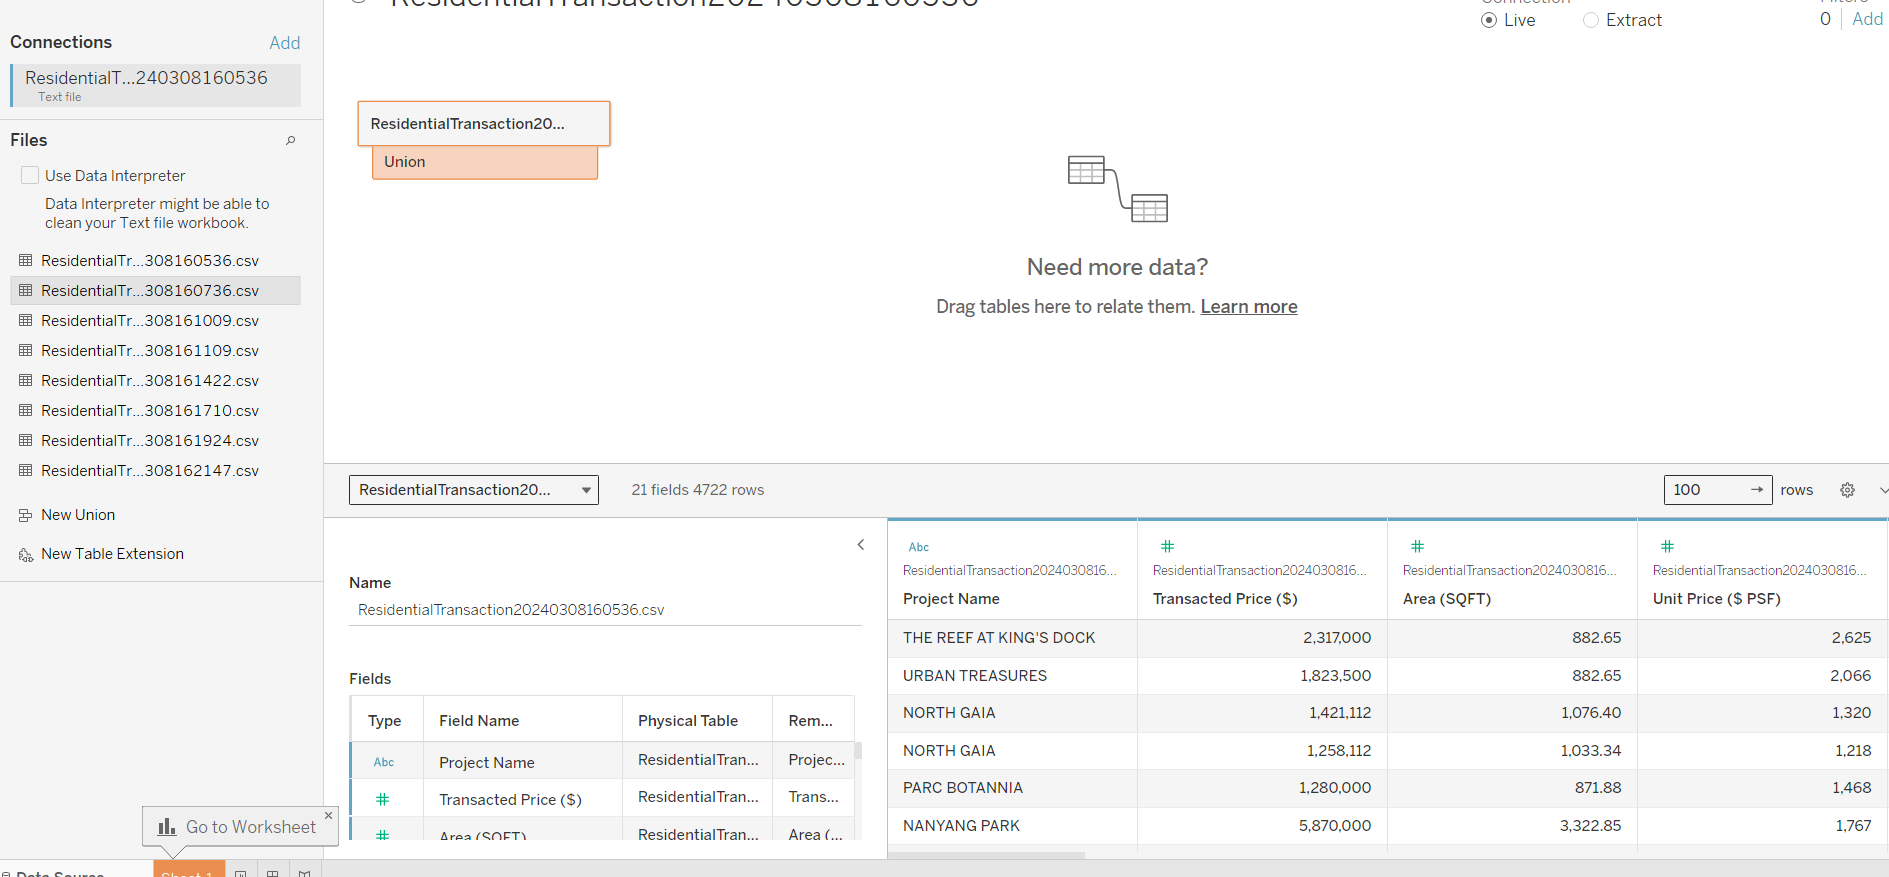 ResidentialTransaction20240308160536
Connection
Live
Extract
Filters
0
Add
Connections
Add
ResidentialT...240308160536
Text file
Files
Use Data Interpreter
Data Interpreter might be able to
clean your Text file workbook.
ResidentialTr...308160536.csv
ResidentialTr...308160736.csv
ResidentialTr...308161009.csv
ResidentialTr...308161109.csv
ResidentialTr...308161422.csv
ResidentialTr...308161710.csv
ResidentialTr...308161924.csv
ResidentialTr...308162147.csv
New Union
New Table Extension
ResidentialTransaction20...
Union
Need more data?
Drag tables here to relate them. Learn more
ResidentialTransaction20...
21 fields 4722 rows
100
rows
Name
ResidentialTransaction20240308160536.csv
Fields
Type Field Name Physical Table Rem...
Abc Project Name ResidentialTran... Projec...
# Transacted Price ($) ResidentialTran... Trans...
# Area (SQFT) ResidentialTran... Area (...
Abc # # #
ResidentialTransaction2024030816... ResidentialTransaction2024030816... ResidentialTransaction2024030816... ResidentialTransaction2024030816...
Project Name Transacted Price ($) Area (SQFT) Unit Price ($ PSF)
THE REEF AT KING'S DOCK 2,317,000 882.65 2,625
URBAN TREASURES 1,823,500 882.65 2,066
NORTH GAIA 1,421,112 1,076.40 1,320
NORTH GAIA 1,258,112 1,033.34 1,218
PARC BOTANNIA 1,280,000 871.88 1,468
NANYANG PARK 5,870,000 3,322.85 1,767
Go to Worksheet
Data Source
Sheet 1